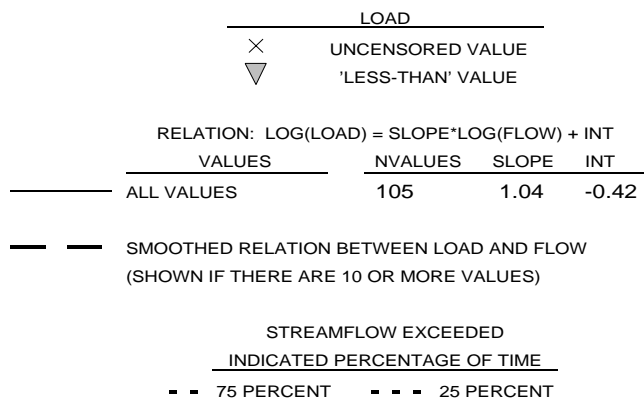 LOAD
UNCENSORED VALUE
'LESS-THAN' VALUE
RELATION: LOG(LOAD) = SLOPE*LOG(FLOW) + INT
VALUES NVALUES SLOPE INT
ALL VALUES 105 1.04 -0.42
SMOOTHED RELATION BETWEEN LOAD AND FLOW
(SHOWN IF THERE ARE 10 OR MORE VALUES)
STREAMFLOW EXCEEDED
INDICATED PERCENTAGE OF TIME
75 PERCENT 25 PERCENT